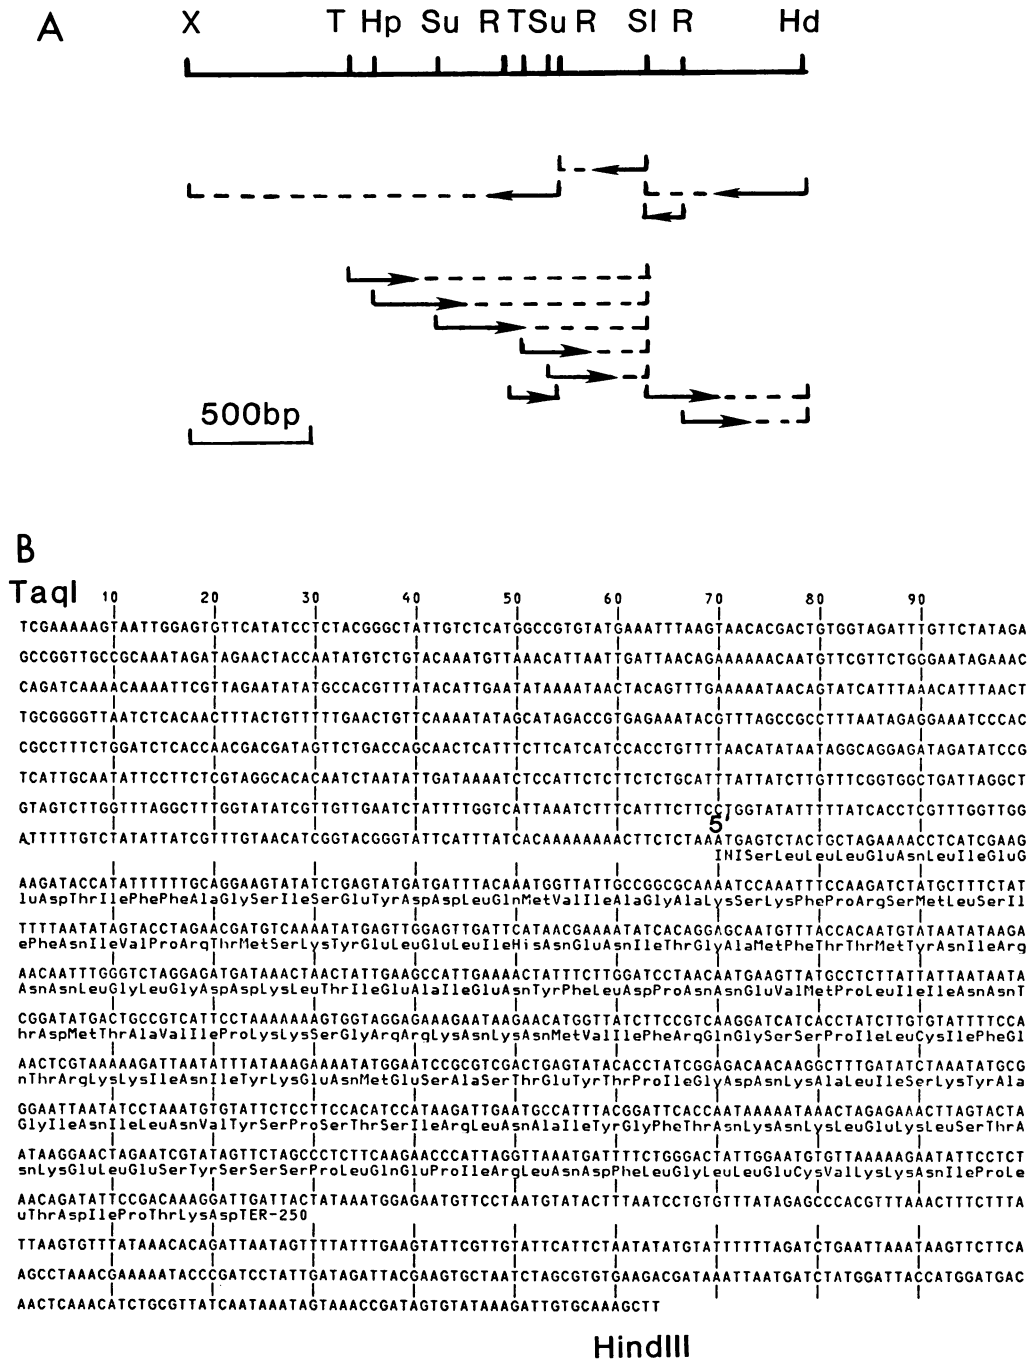 A
X T Hp Su R T Su R Sl R Hd
500bp
B
TaqI
10 20 30 40 50 60 70 80 90
TCGAAAAAGTAATTGGAGTGTTCATATCCTCTACGGGCTATTGTCTCATGGCCGTGTATGAAATTTAAGTAACACGACTGTGGTAGATTTGTTCTATAGA
GCCGGTTGCCGCAAATAGATAGAACTACCAATATGTCTGTACAAATGTTAAACATTAATTGATTAACAGAAAAAACAATGTTCGTTCTGGGAATAGAAAC
CAGATCAAAACAAAATTCGTTAGAATATATGCCACGTTTATACATTGAATATAAAATAACTACAGTTTGAAAAATAACAGTATCATTTAAACATTTAACT
TGCGGGGTTAATCTCACAACTTTACTGTTTTTGAACTGTTCAAAATATAGCATAGACCGTGAGAAATACGTTTAGCCGCCTTTAATAGAGGAAATCCCAC
CGCCTTTCTGGATCTCACCAACGACGATAGTTCTGACCAGCAACTCATTTCTTCATCATCCACCTGTTTTAACATATAATAGGCAGGAGATAGATATCCG
TCATTGCAATATTCCTTCTCGTAGGCACACAATCTAATATTGATAAAATCTCCATTCTCTTCTCTGCATTTATTATCTTGTTTCGGTGGCTGATTAGGCT
GTAGTCTTGGTTTAGGCTTTGGTATATCGTTGTTGAATCTATTTTGGTCATTAAATCTTTCATTTCTTCCTGGTATATTTTTATCACCTCGTTTGGTTGG
5'
ATTTTTGTCTATATTATCGTTTGTAACATCGGTACGGGTATTCATTTATCACAAAAAAAACTTCTCTAAATGAGTCTACTGCTAGAAAACCTCATCGAAG
INISerLeuLeuLeuGluAsnLeuIleGluG
AAGATACCATATTTTTTGCAGGAAGTATATCTGAGTATGATGATTTACAAATGGTTATTGCCGGCGCAAAATCCAAATTTCCAAGATCTATGCTTTCTAT
luAspThrIlePhePheAlaGlySerIleSerGluTyrAspAspLeuGlnMetValIleAlaGlyAlaLysSerLysPheProArgSerMetLeuSerIl
TTTTAATATAGTACCTAGAACGATGTCAAAATATGAGTTGGAGTTGATTCATAACGAAAATATCACAGGAGCAATGTTTACCACAATGTATAATATAAGA
ePheAsnIleValProArgThrMetSerLysTyrGluLeuGluLeuIleHisAsnGluAsnIleThrGlyAlaMetPheThrThrMetTyrAsnIleArg
AACAATTTGGGTCTAGGAGATGATAAACTAACTATTGAAGCCATTGAAAACTATTTCTTGGATCCTAACAATGAAGTTATGCCTCTTATTATTAATAATA
AsnAsnLeuGlyLeuGlyAspAspLysLeuThrIleGluAlaIleGluAsnTyrPheLeuAspProAsnAsnGluValMetProLeuIleIleAsnAsnT
CGGATATGACTGCCGTCATTCCTAAAAAAAGTGGTAGGAGAAAGAATAAGAACATGGTTATCTTCCGTCAAGGATCATCACCTATCTTGTGTATTTTCCA
hrAspMetThrAlaValIleProLysLysSerGlyArgArgLysAsnLysAsnMetValIlePheArgGlnGlySerSerProIleLeuCysIlePheGl
AACTCGTAAAAAGATTAATATTTATAAAGAAAATATGGAATCCGCGTCGACTGAGTATACACCTATCGGAGACAACAAGGCTTTGATATCTAAATATGCG
nThrArgLysLysIleAsnIleTyrLysGluAsnMetGluSerAlaSerThrGluTyrThrProIleGlyAspAsnLysAlaLeuIleSerLysTyrAla
GGAATTAATATCCTAAATGTGTATTCTCCTTCCACATCCATAAGATTGAATGCCATTTACGGATTCACCAATAAAAATAAACTAGAGAAACTTAGTACTA
GlyIleAsnIleLeuAsnValTyrSerProSerThrSerIleArgLeuAsnAlaIleTyrGlyPheThrAsnLysAsnLysLeuGluLysLeuSerThrA
ATAAGGAACTAGAATCGTATAGTTCTAGCCCTCTTCAAGAACCCATTAGGTTAAATGATTTTCTGGGACTATTGGAATGTGTTAAAAAGAATATTCCTCT
snLysGluLeuGluSerTyrSerSerSerProLeuGlnGluProIleArgLeuAsnAspPheLeuGlyLeuLeuGluCysValLysLysAsnIleProLe
AACAGATATTCCGACAAAGGATTGATTACTATAAATGGAGAATGTTCCTAATGTATACTTTAATCCTGTGTTTATAGAGCCCACGTTTAAACTTTCTTTA
uThrAspIleProThrLysAspTER-250
TTAAGTGTTTATAAACACAGATTAATAGTTTTATTTGAAGTATTCGTTGTATTCATTCTAATATATGTATTTTTTAGATCTGAATTAAATAAGTTCTTCA
AGCCTAAACGAAAAATACCCGATCCTATTGATAGATTACGAAGTGCTAATCTAGCGTGTGAAGACGATAAATTAATGATCTATGGATTACCATGGATGAC
AACTCAAACATCTGCGTTATCAATAAATAGTAAACCGATAGTGTATAAAGATTGTGCAAAGCTT
HindIII